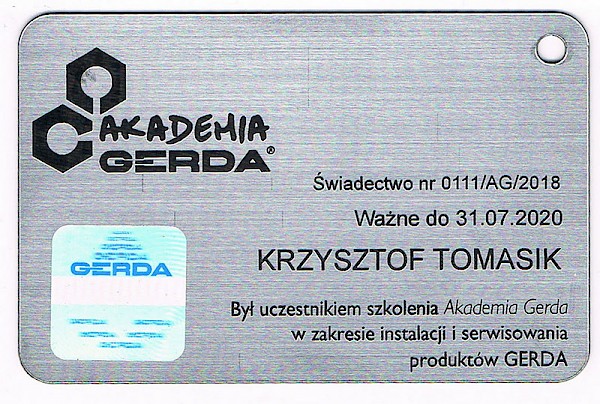 AKADEMIA
GERDA®
Świadectwo nr 0111/AG/2018
Ważne do 31.07.2020
KRZYSZTOF TOMASIK
GERDA
Był uczestnikiem szkolenia Akademia Gerda
w zakresie instalacji i serwisowania
produktów GERDA